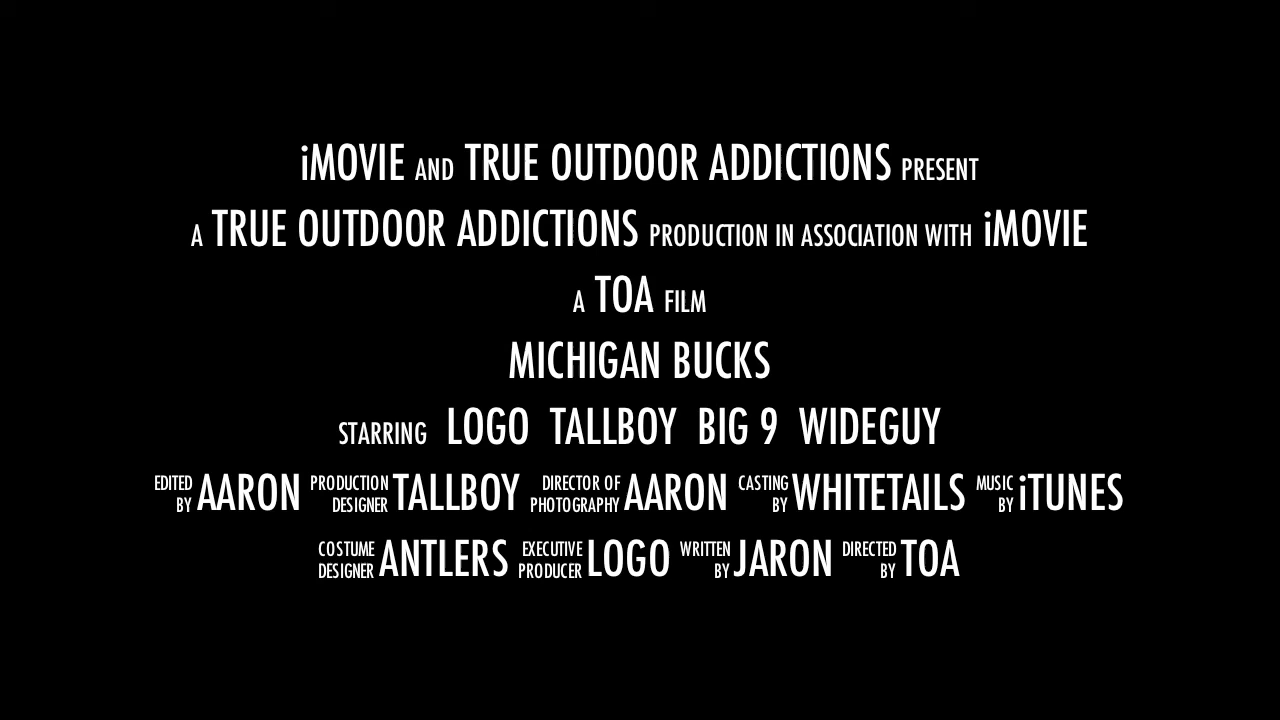 iMOVIE AND TRUE OUTDOOR ADDICTIONS PRESENT
A TRUE OUTDOOR ADDICTIONS PRODUCTION IN ASSOCIATION WITH iMOVIE
A TOA FILM
MICHIGAN BUCKS
STARRING LOGO TALLBOY BIG 9 WIDEGUY
EDITED BY AARON PRODUCTION DESIGNER TALLBOY DIRECTOR OF PHOTOGRAPHY AARON CASTING BY WHITETAILS MUSIC BY iTUNES
COSTUME DESIGNER ANTLERS EXECUTIVE PRODUCER LOGO WRITTEN BY JARON DIRECTED BY TOA